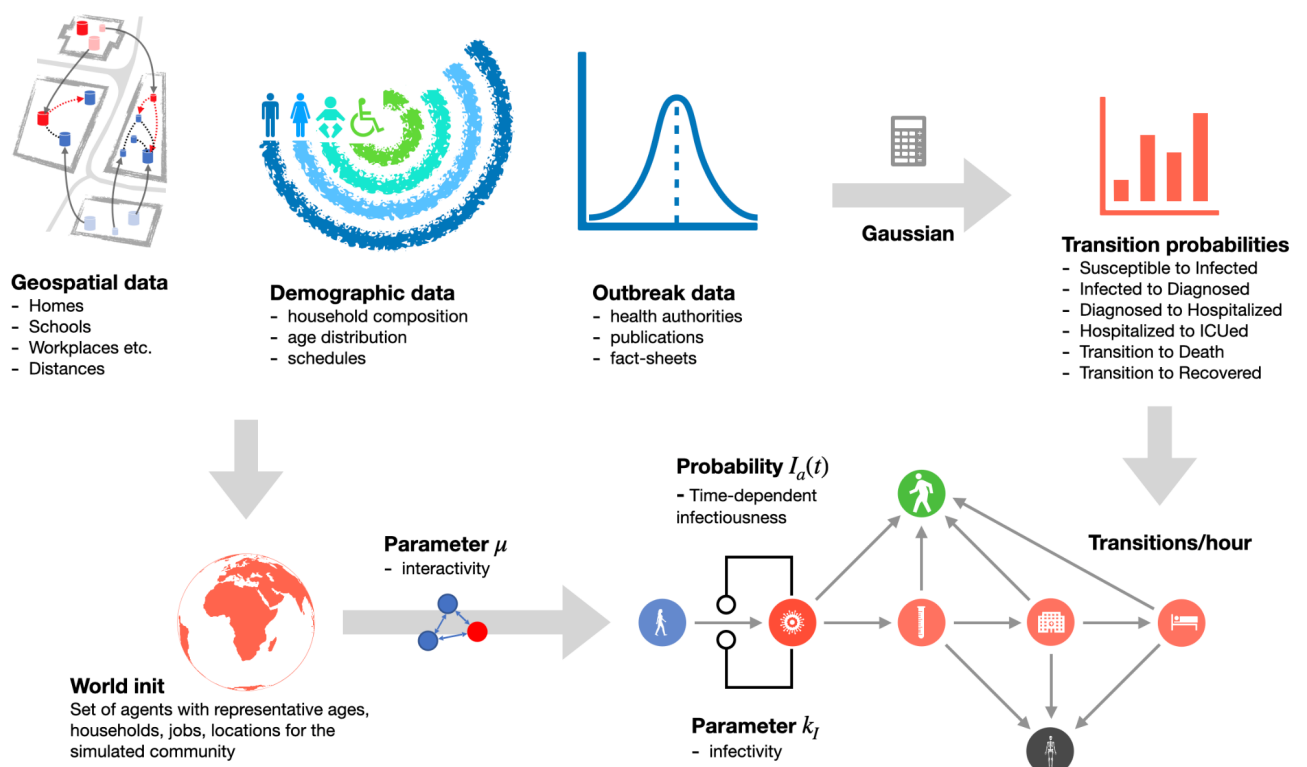 Geospatial data
- Homes
- Schools
- Workplaces etc.
- Distances
Demographic data
- household composition
- age distribution
- schedules
Outbreak data
- health authorities
- publications
- fact-sheets
Gaussian
Transition probabilities
- Susceptible to Infected
- Infected to Diagnosed
- Diagnosed to Hospitalized
- Hospitalized to ICUed
- Transition to Death
- Transition to Recovered
World init
Set of agents with representative ages,
households, jobs, locations for the
simulated community
Parameter μ
- interactivity
Probability I_a(t)
- Time-dependent
infectiousness
Parameter k_I
- infectivity
Transitions/hour